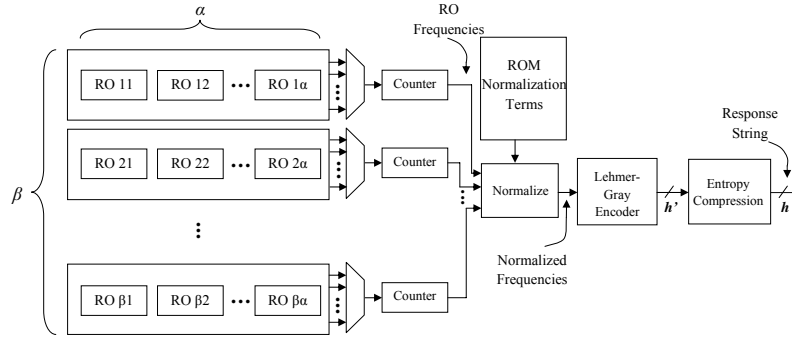 α
RO
Frequencies
ROM
Normalization
Terms
Response
String
RO 11 RO 12 ••• RO 1α
Counter
RO 21 RO 22 ••• RO 2α
Counter
β
Normalize
Lehmer-
Gray
Encoder
h'
Entropy
Compression
h
Normalized
Frequencies
RO β1 RO β2 ••• RO βα
Counter